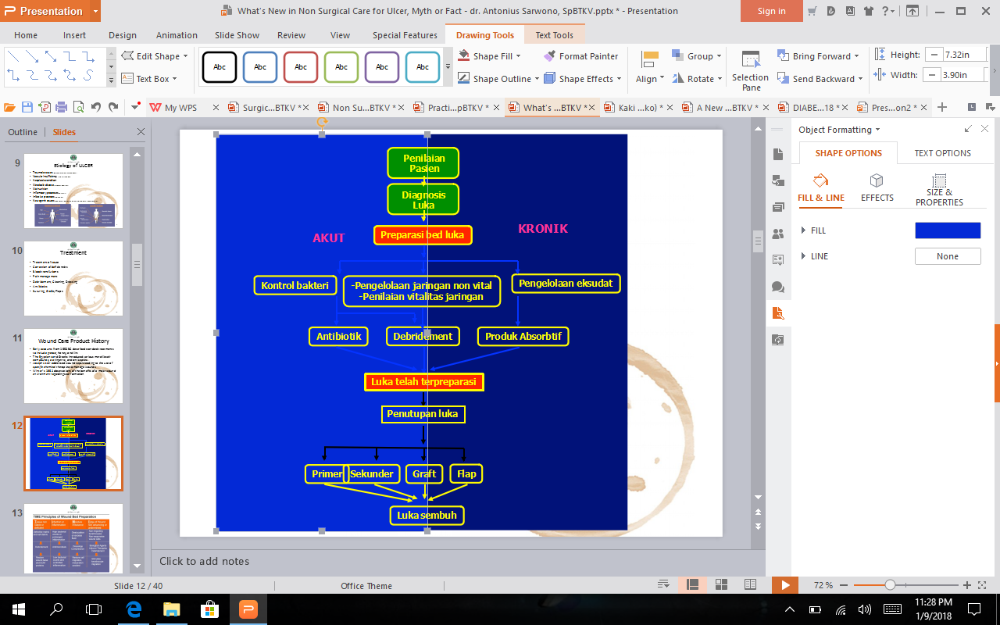 Presentation
What's New in Non Surgical Care for Ulcer, Myth or Fact - dr. Antonius Sarwono, SpBTKV.pptx * - Presentation
Sign in
Home Insert Design Animation Slide Show Review View Special Features Drawing Tools Text Tools
Edit Shape
Text Box
Abc Abc Abc Abc Abc Abc
Shape Fill
Shape Outline
Format Painter
Shape Effects
Align
Group
Rotate
Selection
Pane
Bring Forward
Send Backward
Height: 7.32in
Width: 3.90in
My WPS
Surgic...BTKV *
Non Su...BTKV *
Practi...pBTKV *
What's ...BTKV *
Kaki ...ko) *
A New ...BTKV *
DIABE...18 *
Pres...on2 *
Outline Slides
9
Etiology of ULCER
10
Treatment
11
Wound Care Product History
12
13
TIME Principles of Wound Bed Preparation
Penilaian
Pasien
Diagnosis
Luka
Preparasi bed luka
AKUT
KRONIK
Kontrol bakteri
-Pengelolaan jaringan non vital
-Penilaian vitalitas jaringan
Pengelolaan eksudat
Antibiotik
Debridement
Produk Absorbtif
Luka telah terpreparasi
Penutupan luka
Primer
Sekunder
Graft
Flap
Luka sembuh
Click to add notes
Object Formatting
SHAPE OPTIONS
TEXT OPTIONS
FILL & LINE
EFFECTS
SIZE &
PROPERTIES
FILL
LINE
None
Slide 12 / 40
Office Theme
72 %
11:28 PM
1/9/2018